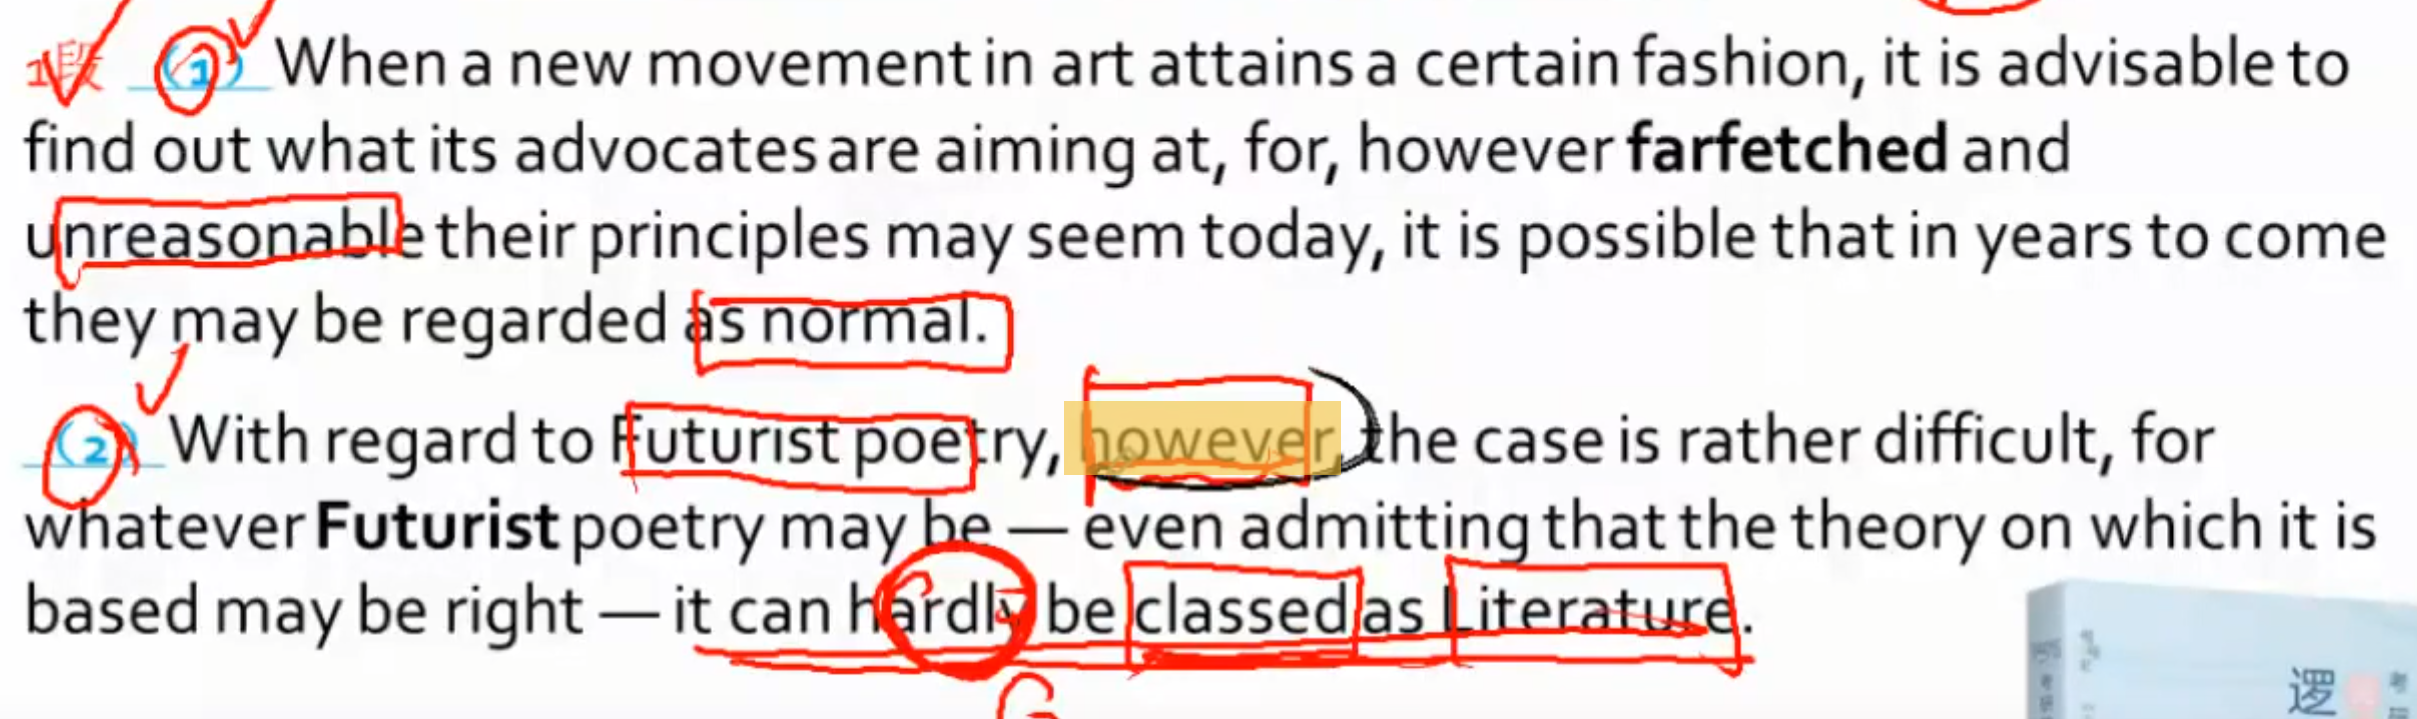 1段 (1) When a new movement in art attains a certain fashion, it is advisable to
find out what its advocates are aiming at, for, however farfetched and
unreasonable their principles may seem today, it is possible that in years to come
they may be regarded as normal.
(2) With regard to Futurist poetry, however, the case is rather difficult, for
whatever Futurist poetry may be — even admitting that the theory on which it is
based may be right — it can hardly be classed as Literature.
逻